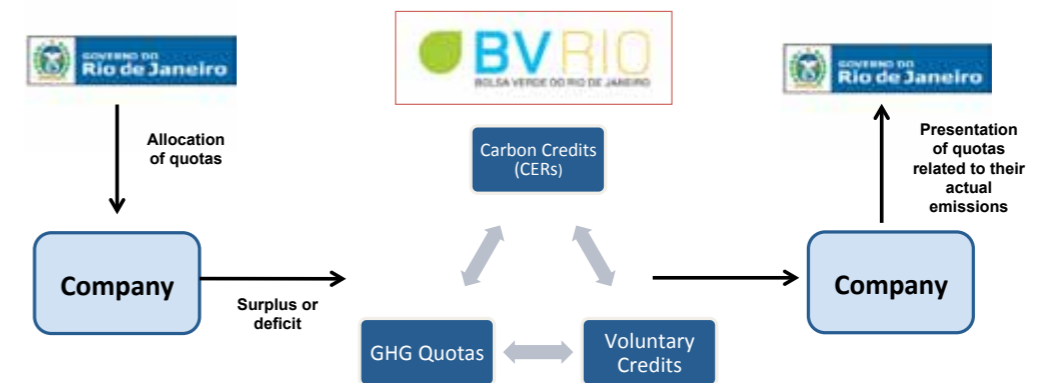 GOVERNO DO
Rio de Janeiro
Allocation
of quotas
Company
Surplus or
deficit
BVRIO
BOLSA VERDE DO RIO DE JANEIRO
Carbon Credits
(CERs)
GHG Quotas
Voluntary
Credits
GOVERNO DO
Rio de Janeiro
Presentation
of quotas
related to their
actual
emissions
Company